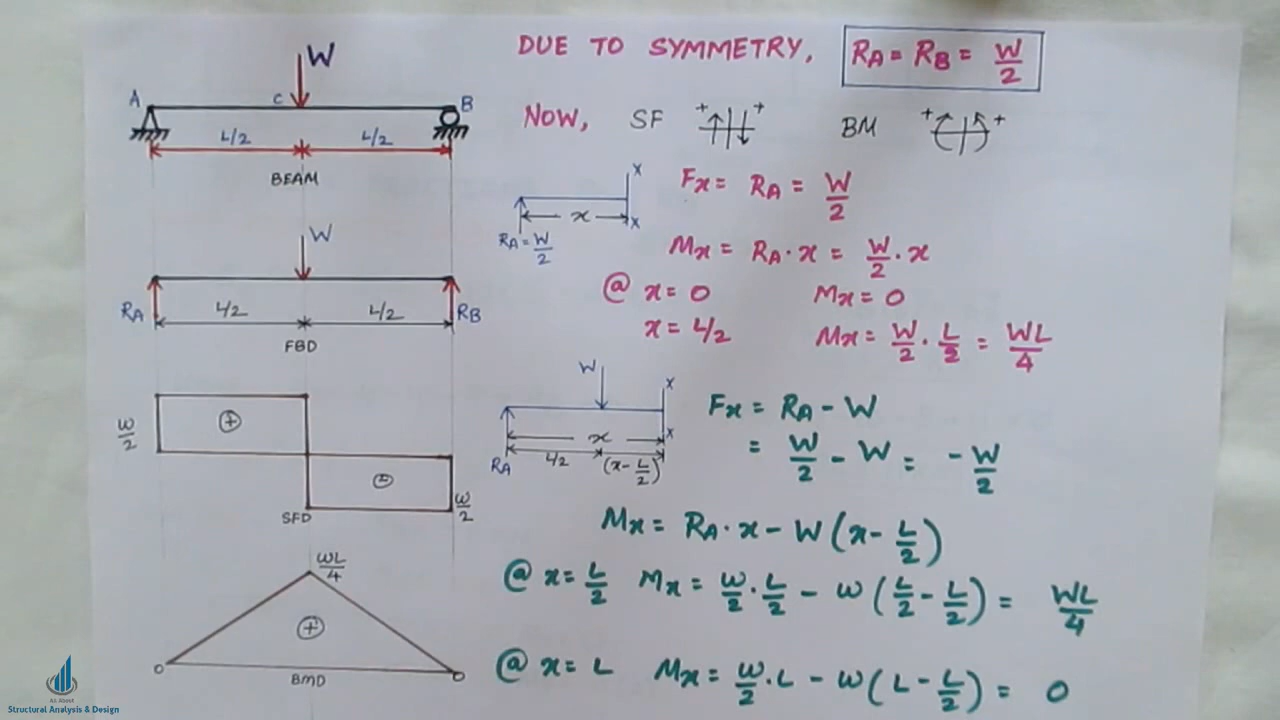 W
A C B
L/2 L/2
BEAM
W
RA L/2 L/2 RB
FBD
W/2 ⊕
⊖ W/2
SFD
WL/4
⊕
O BMD O
DUE TO SYMMETRY, RA = RB = W/2
NOW, SF + + BM + +
x
x
x
RA = W/2
Fx = RA = W/2
Mx = RA·x = W/2·x
@ x = 0 Mx = 0
x = L/2 Mx = W/2·L/2 = WL/4
W
x
x
x
RA L/2 (x - L/2)
Fx = RA - W
= W/2 - W = -W/2
Mx = RA·x - W(x - L/2)
@ x = L/2 Mx = W/2·L/2 - W(L/2 - L/2) = WL/4
@ x = L Mx = W/2·L - W(L - L/2) = 0
All About
Structural Analysis & Design